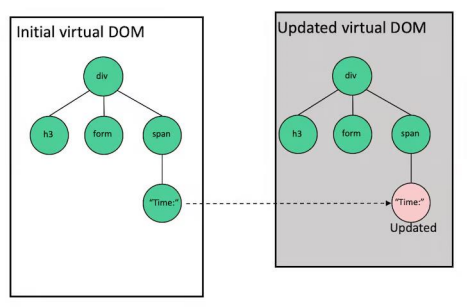 Initial virtual DOM
div
h3 form span
"Time:"
Updated virtual DOM
div
h3 form span
"Time:"
Updated